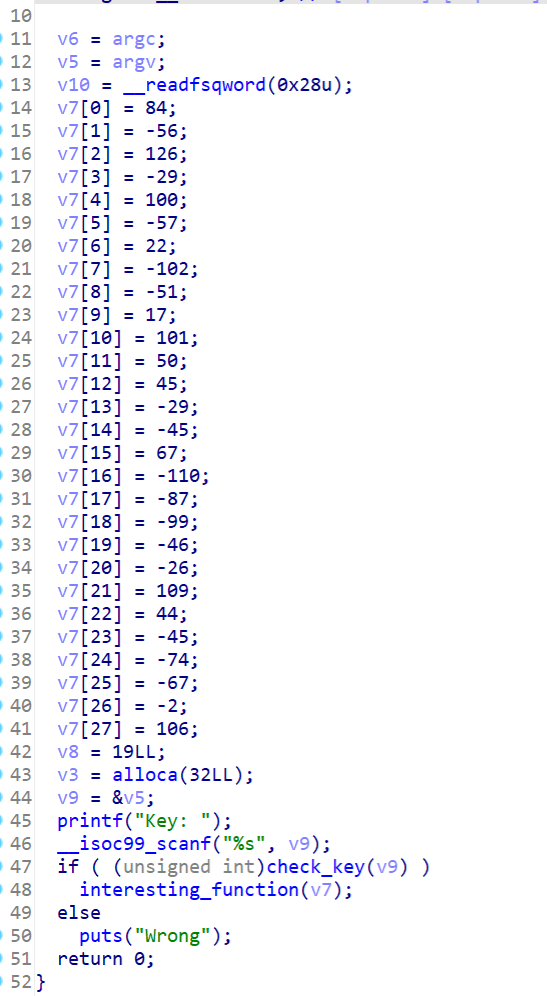 10
11 v6 = argc;
12 v5 = argv;
13 v10 = __readfsqword(0x28u);
14 v7[0] = 84;
15 v7[1] = -56;
16 v7[2] = 126;
17 v7[3] = -29;
18 v7[4] = 100;
19 v7[5] = -57;
20 v7[6] = 22;
21 v7[7] = -102;
22 v7[8] = -51;
23 v7[9] = 17;
24 v7[10] = 101;
25 v7[11] = 50;
26 v7[12] = 45;
27 v7[13] = -29;
28 v7[14] = -45;
29 v7[15] = 67;
30 v7[16] = -110;
31 v7[17] = -87;
32 v7[18] = -99;
33 v7[19] = -46;
34 v7[20] = -26;
35 v7[21] = 109;
36 v7[22] = 44;
37 v7[23] = -45;
38 v7[24] = -74;
39 v7[25] = -67;
40 v7[26] = -2;
41 v7[27] = 106;
42 v8 = 19LL;
43 v3 = alloca(32LL);
44 v9 = &v5;
45 printf("Key: ");
46 __isoc99_scanf("%s", v9);
47 if ( (unsigned int)check_key(v9) )
48 interesting_function(v7);
49 else
50 puts("Wrong");
51 return 0;
52 }